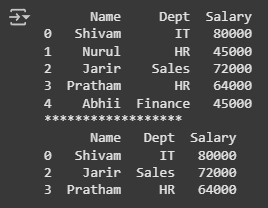 Name Dept Salary
0 Shivam IT 80000
1 Nurul HR 45000
2 Jarir Sales 72000
3 Pratham HR 64000
4 Abhii Finance 45000
******************
Name Dept Salary
0 Shivam IT 80000
2 Jarir Sales 72000
3 Pratham HR 64000